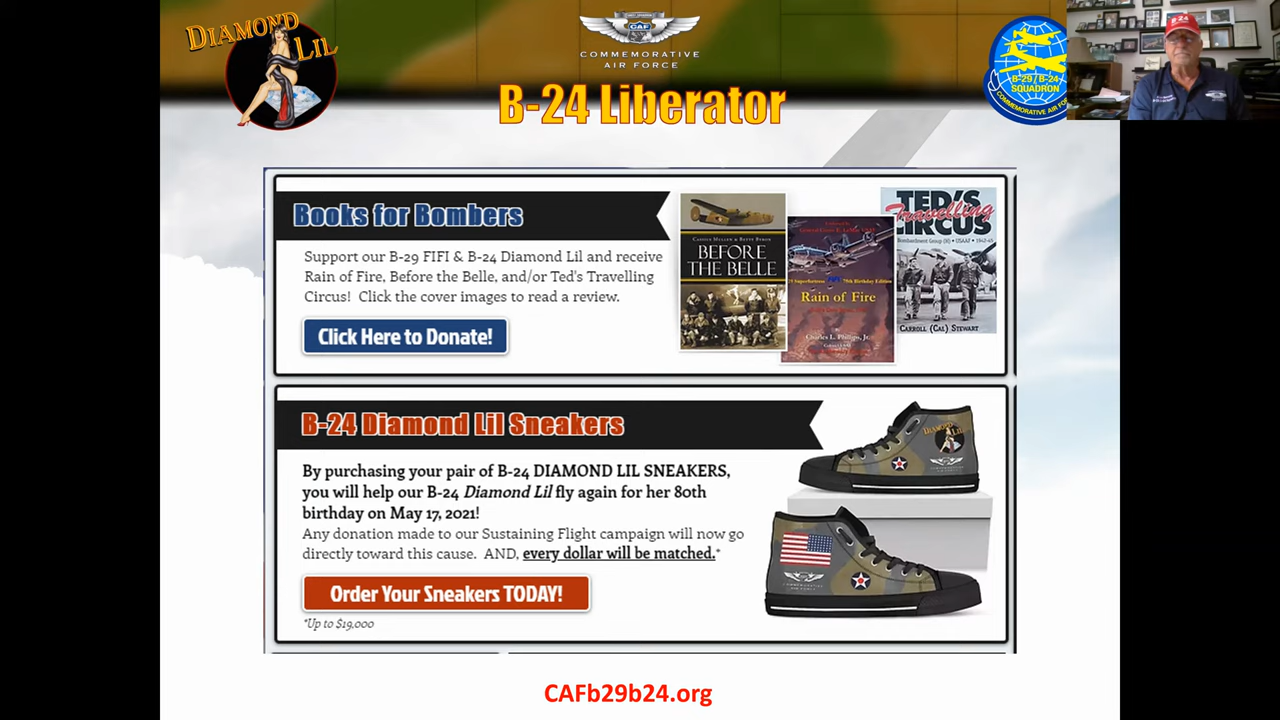 DIAMOND LIL
CAF
COMMEMORATIVE
AIR FORCE
B-29/B-24
SQUADRON
COMMEMORATIVE AIR FO
B-24
B-24 Liberator
Books for Bombers
Support our B-29 FIFI & B-24 Diamond Lil and receive
Rain of Fire, Before the Belle, and/or Ted's Travelling
Circus! Click the cover images to read a review.
Click Here to Donate!
BEFORE
THE BELLE
Rain of Fire
Charles L. Phillips, Jr.
TED'S
Travelling
CIRCUS
CARROLL (CAL) STEWART
B-24 Diamond Lil Sneakers
By purchasing your pair of B-24 DIAMOND LIL SNEAKERS,
you will help our B-24 Diamond Lil fly again for her 80th
birthday on May 17, 2021!
Any donation made to our Sustaining Flight campaign will now go
directly toward this cause. AND, every dollar will be matched.*
Order Your Sneakers TODAY!
*Up to $19,000
DIAMOND LIL
CAFb29b24.org